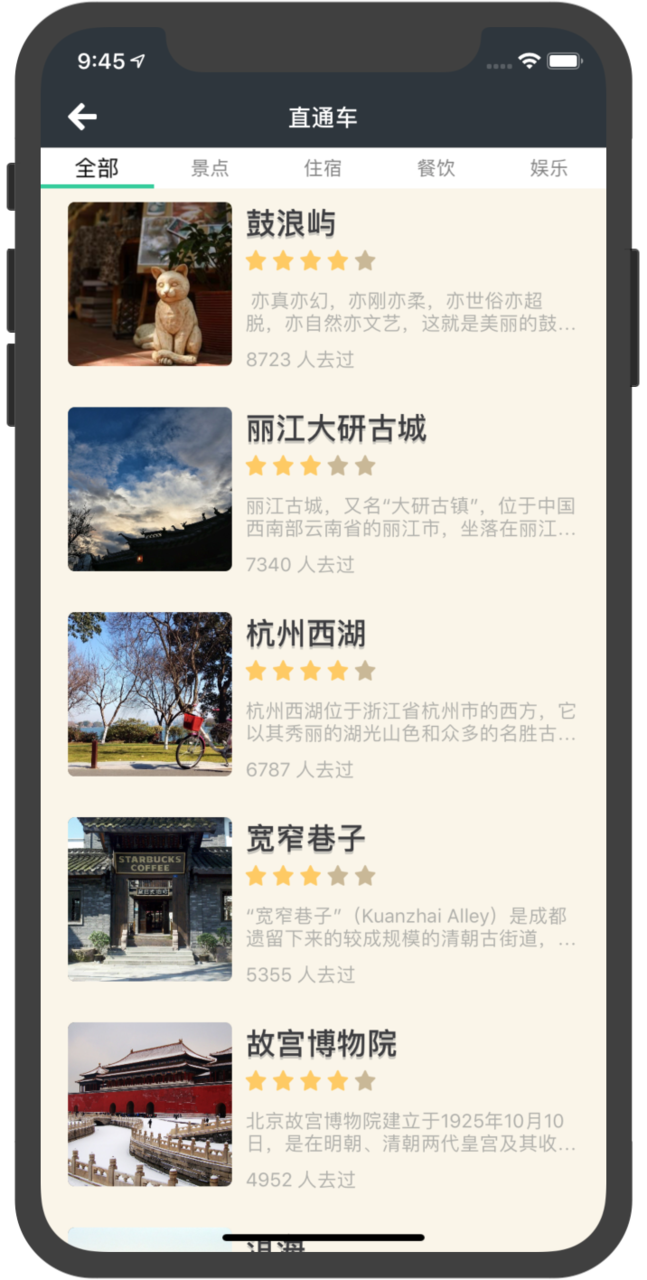 9:45
直通车
全部 景点 住宿 餐饮 娱乐
鼓浪屿
亦真亦幻，亦刚亦柔，亦世俗亦超
脱，亦自然亦文艺，这就是美丽的鼓...
8723 人去过
丽江大研古城
丽江古城，又名“大研古镇”，位于中国
西南部云南省的丽江市，坐落在丽江...
7340 人去过
杭州西湖
杭州西湖位于浙江省杭州市的西方，它
以其秀丽的湖光山色和众多的名胜古...
6787 人去过
STARBUCKS
COFFEE
宽窄巷子
“宽窄巷子”（Kuanzhai Alley）是成都
遗留下来的较成规模的清朝古街道，...
5355 人去过
故宫博物院
北京故宫博物院建立于1925年10月10
日，是在明朝、清朝两代皇宫及其收...
4952 人去过